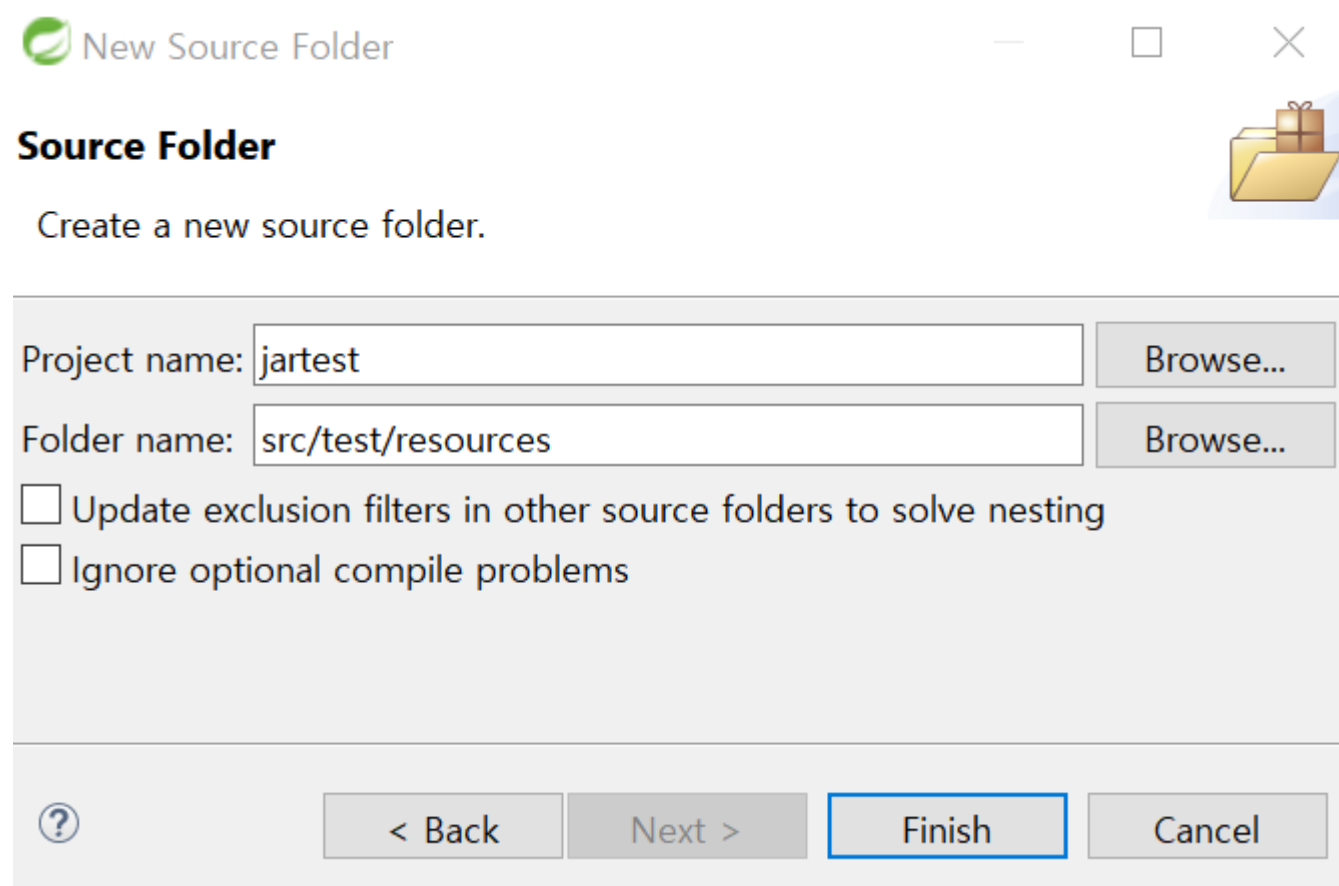 New Source Folder
Source Folder
Create a new source folder.
Project name: jartest Browse...
Folder name: src/test/resources Browse...
Update exclusion filters in other source folders to solve nesting
Ignore optional compile problems
? < Back Next > Finish Cancel